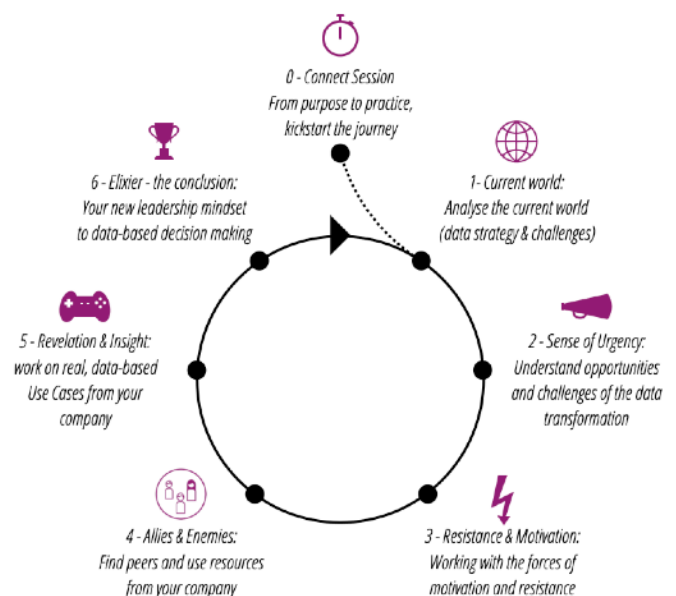 0 - Connect Session
From purpose to practice,
kickstart the journey
1- Current world:
Analyse the current world
(data strategy & challenges)
2 - Sense of Urgency:
Understand opportunities
and challenges of the data
transformation
3 - Resistance & Motivation:
Working with the forces of
motivation and resistance
4 - Allies & Enemies:
Find peers and use resources
from your company
5 - Revelation & Insight:
work on real, data-based
Use Cases from your
company
6 - Elixier - the conclusion:
Your new leadership mindset
to data-based decision making